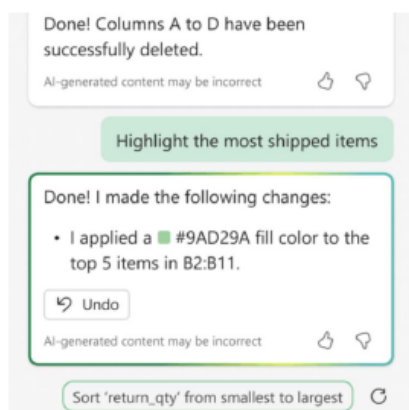 Done! Columns A to D have been
successfully deleted.
AI-generated content may be incorrect
Highlight the most shipped items
Done! I made the following changes:
• I applied a #9AD29A fill color to the
top 5 items in B2:B11.
Undo
AI-generated content may be incorrect
Sort 'return_qty' from smallest to largest